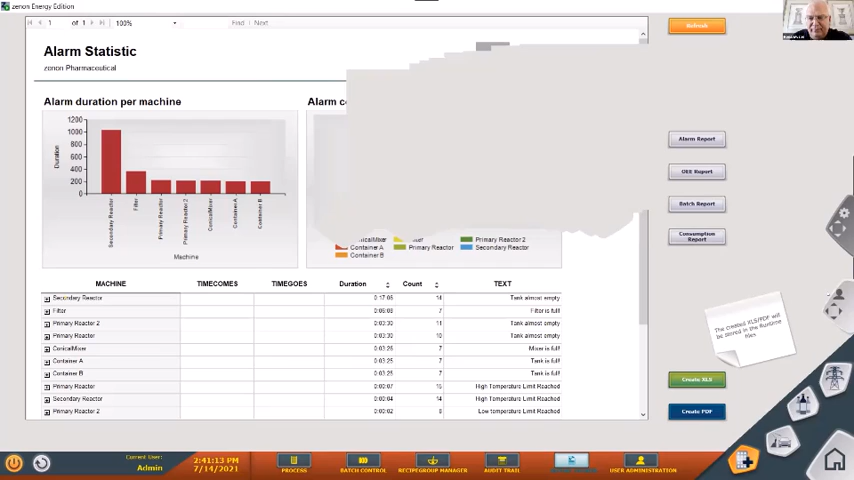 zenon Energy Edition
1 of 1 100% Find | Next
Alarm Statistic
zenon Pharmaceutical
Refresh
Alarm duration per machine
Alarm co
1200
1000
800
600
400
200
0
Duration
Secondary Reactor
Filter
Primary Reactor
Primary Reactor 2
ConicalMixer
Container A
Container B
Machine
ConicalMixer
Filter
Primary Reactor 2
Container A
Primary Reactor
Secondary Reactor
Container B
Alarm Report
OEE Report
Batch Report
Consumption
Report
MACHINE TIMECOMES TIMEGOES Duration Count TEXT
Secondary Reactor 0:17:05 14 Tank almost empty
Filter 0:06:08 7 Filter is full!
Primary Reactor 2 0:03:30 11 Tank almost empty
Primary Reactor 0:03:30 10 Tank almost empty
ConicalMixer 0:03:25 7 Mixer is full!
Container A 0:03:25 7 Tank is full!
Container B 0:03:25 7 Tank is full!
Primary Reactor 0:00:07 15 High Temperature Limit Reached
Secondary Reactor 0:00:04 14 High Temperature Limit Reached
Primary Reactor 2 0:00:02 8 Low temperature Limit Reached
The created XLS/PDF will
be stored in the Runtime
files
Create XLS
Create PDF
Current User:
Admin
2:41:13 PM
7/14/2021
PROCESS
BATCH CONTROL
RECIPEGROUP MANAGER
AUDIT TRAIL
USER ADMINISTRATION